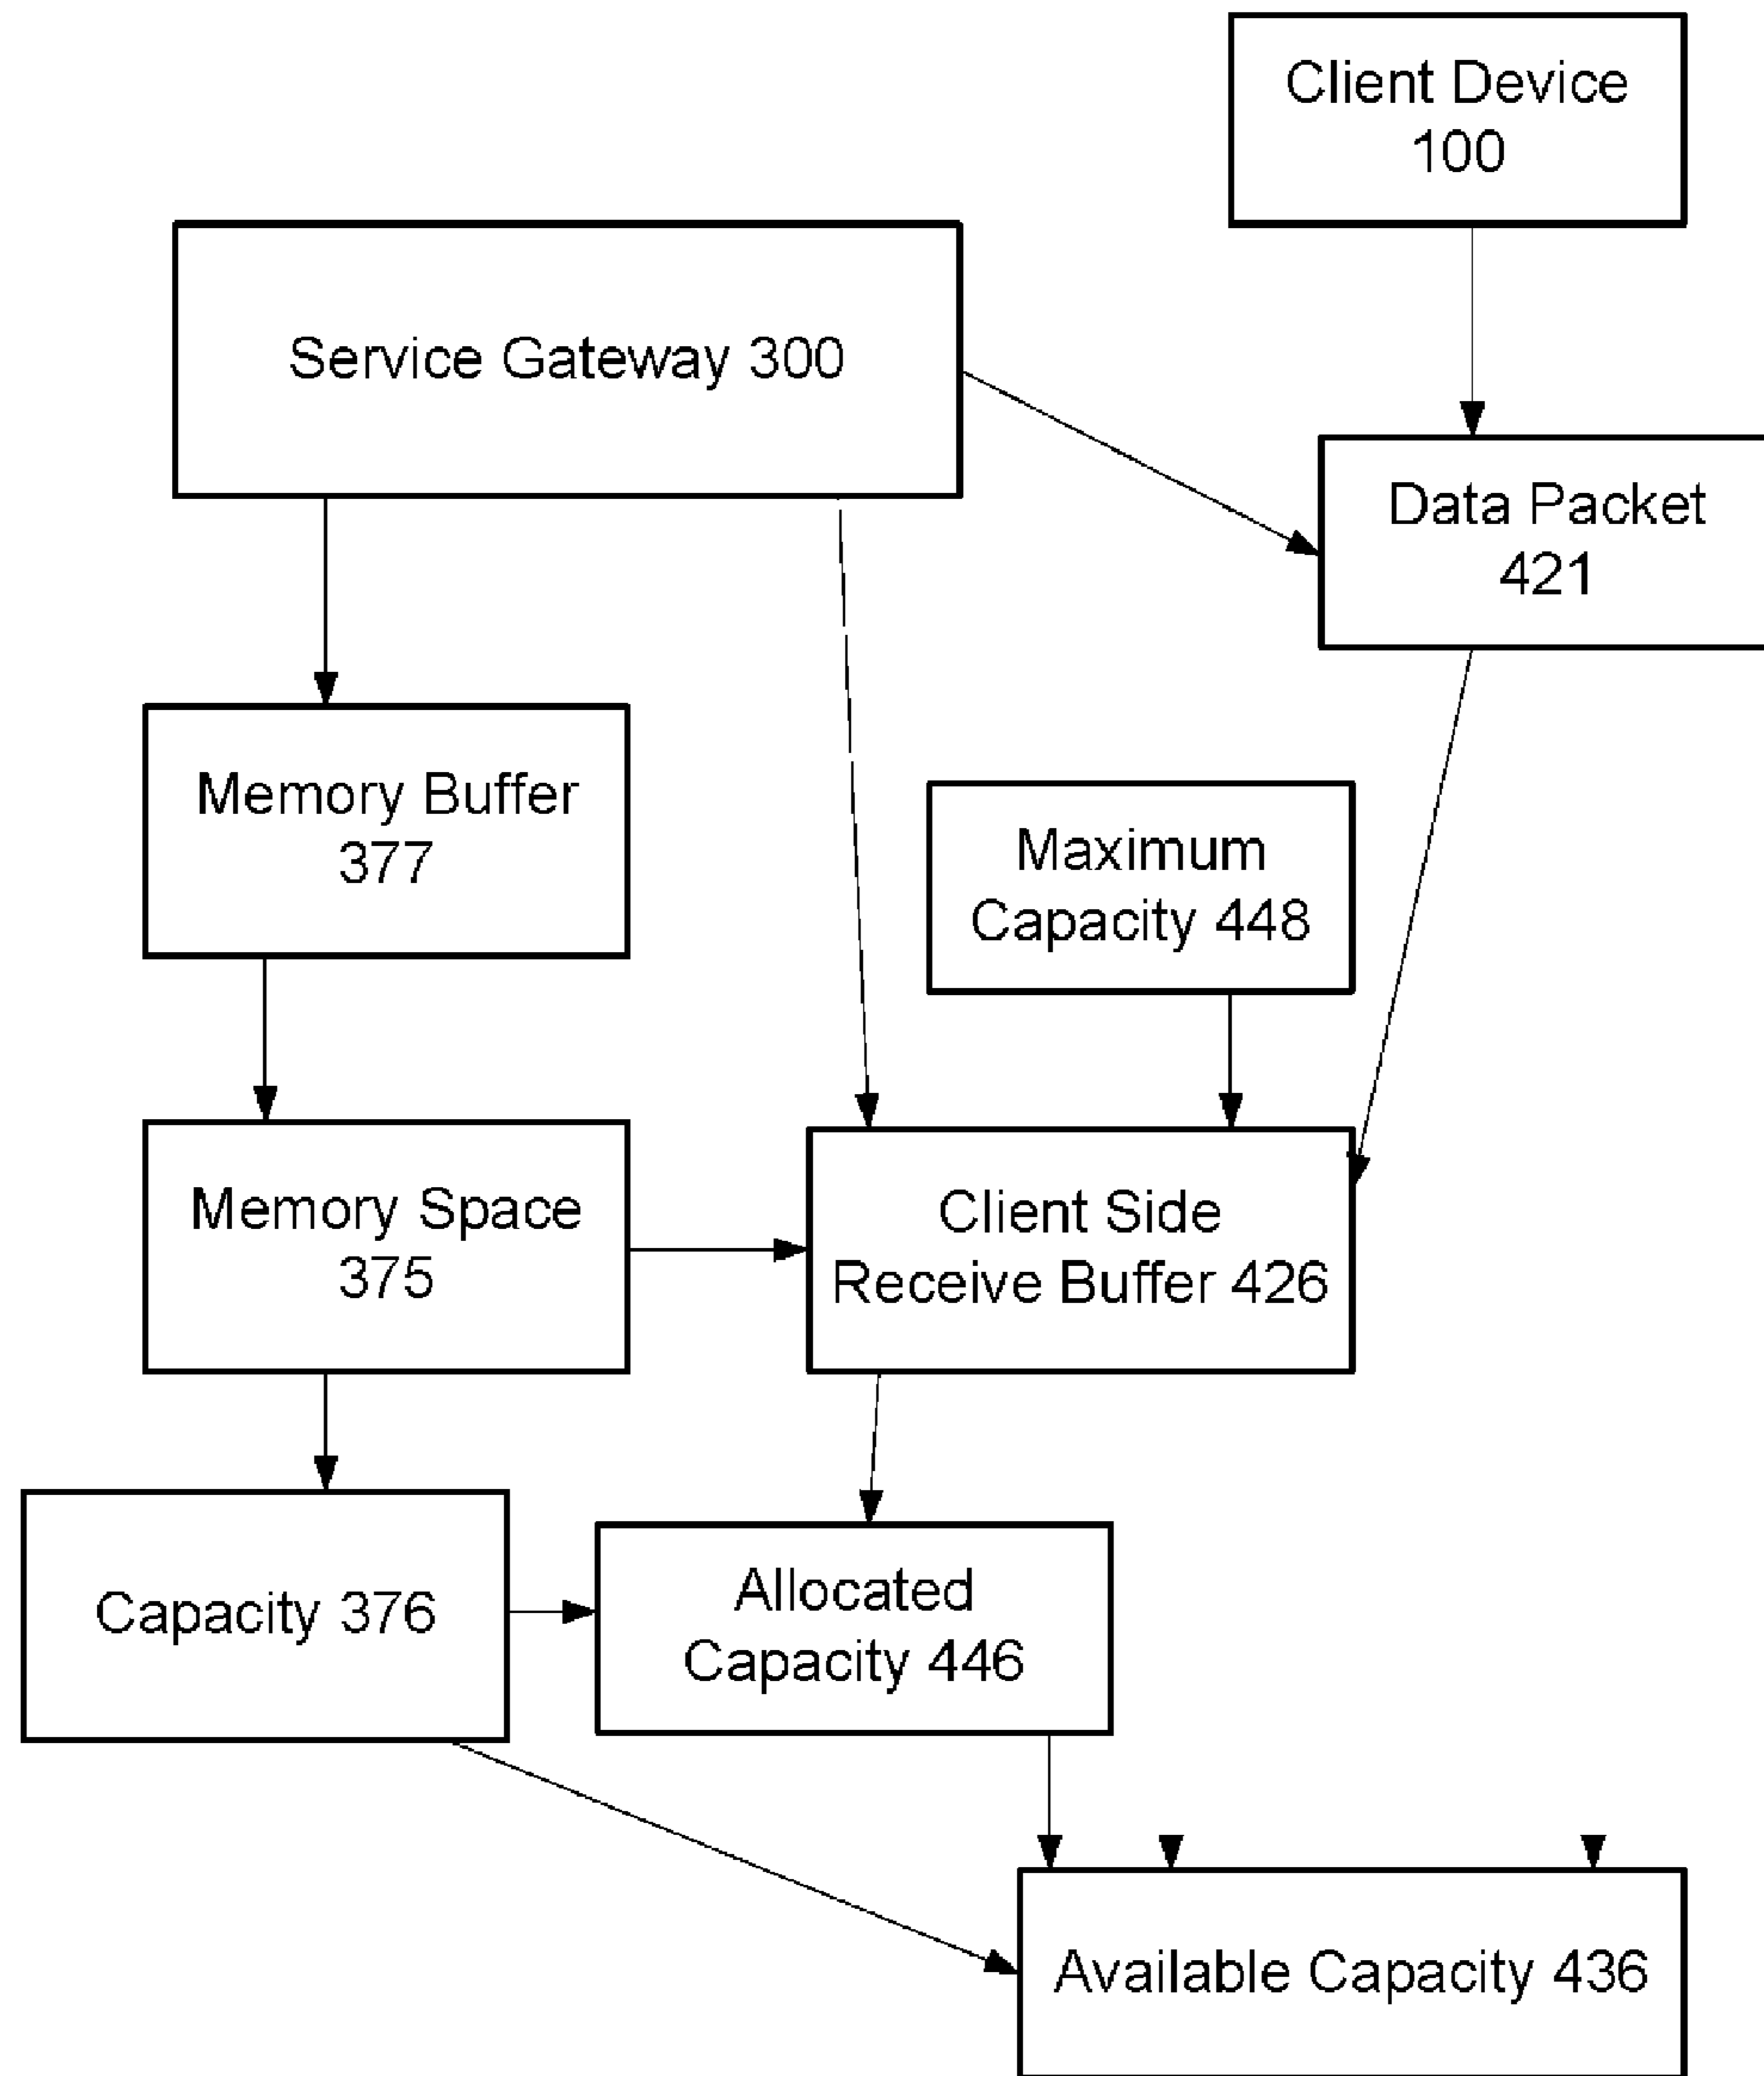 Client Device
100
Service Gateway 300
Data Packet
421
Memory Buffer
377
Maximum
Capacity 448
Memory Space
375
Client Side
Receive Buffer 426
Capacity 376
Allocated
Capacity 446
Available Capacity 436